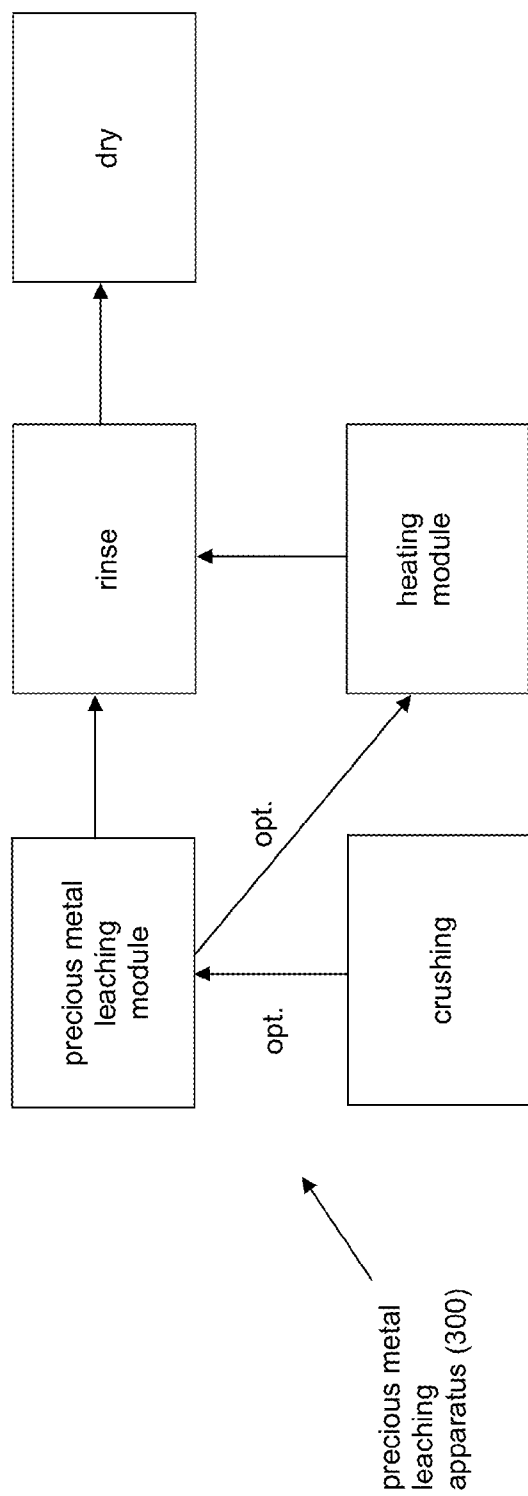 precious metal
leaching
module
rinse
dry
opt.
opt.
crushing
heating
module
precious metal
leaching
apparatus (300)